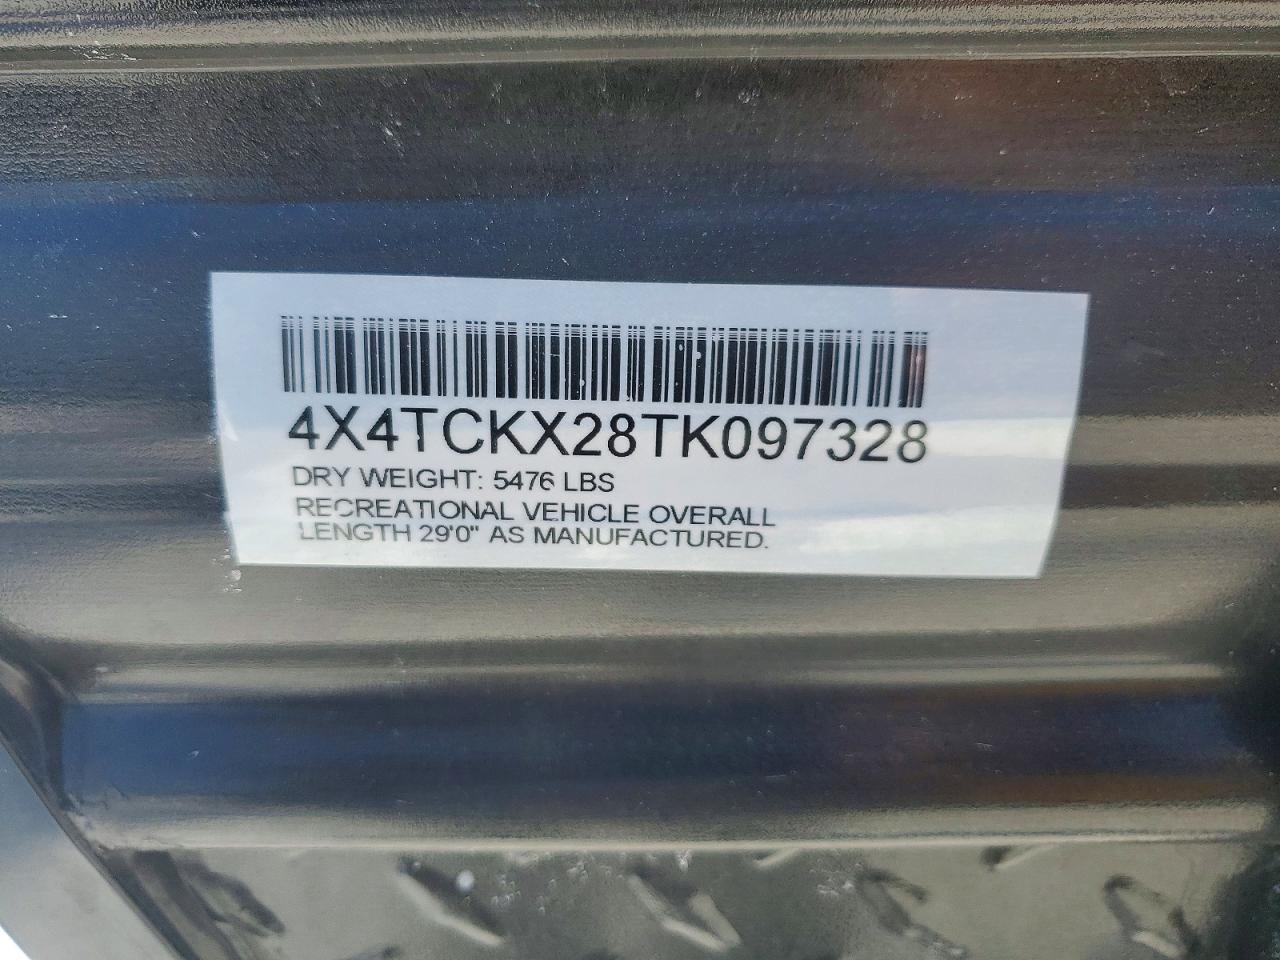 4X4TCKX28TK097328
DRY WEIGHT: 5476 LBS
RECREATIONAL VEHICLE OVERALL
LENGTH 29'0" AS MANUFACTURED.